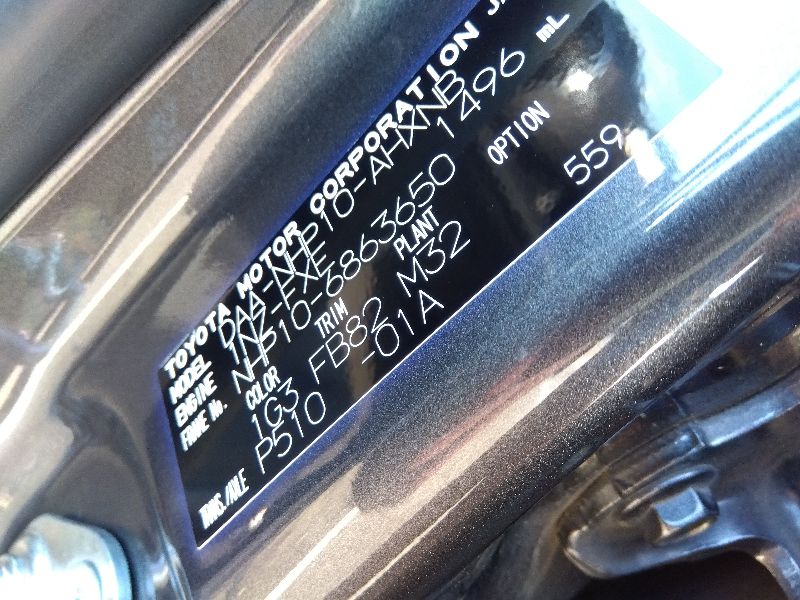 TOYOTA MOTOR CORPORATION
MODEL DAA-NHP10-AHXNB
ENGINE 1NZ-FXE 1496 mL
FRAME No. NHP10-6863650
COLOR TRIM PLANT OPTION
1G3 FB82 M32 559
TRANS./AXLE P510 -01A